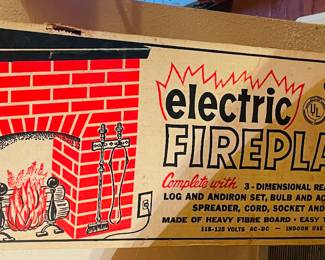 electric
UL
FIREPLA
Complete with 3-DIMENSIONAL RE
LOG AND ANDIRON SET, BULB AND AC
SPREADER, CORD, SOCKET AND
MADE OF HEAVY FIBRE BOARD · EASY T
115-125 VOLTS AC-DC — INDOOR USE